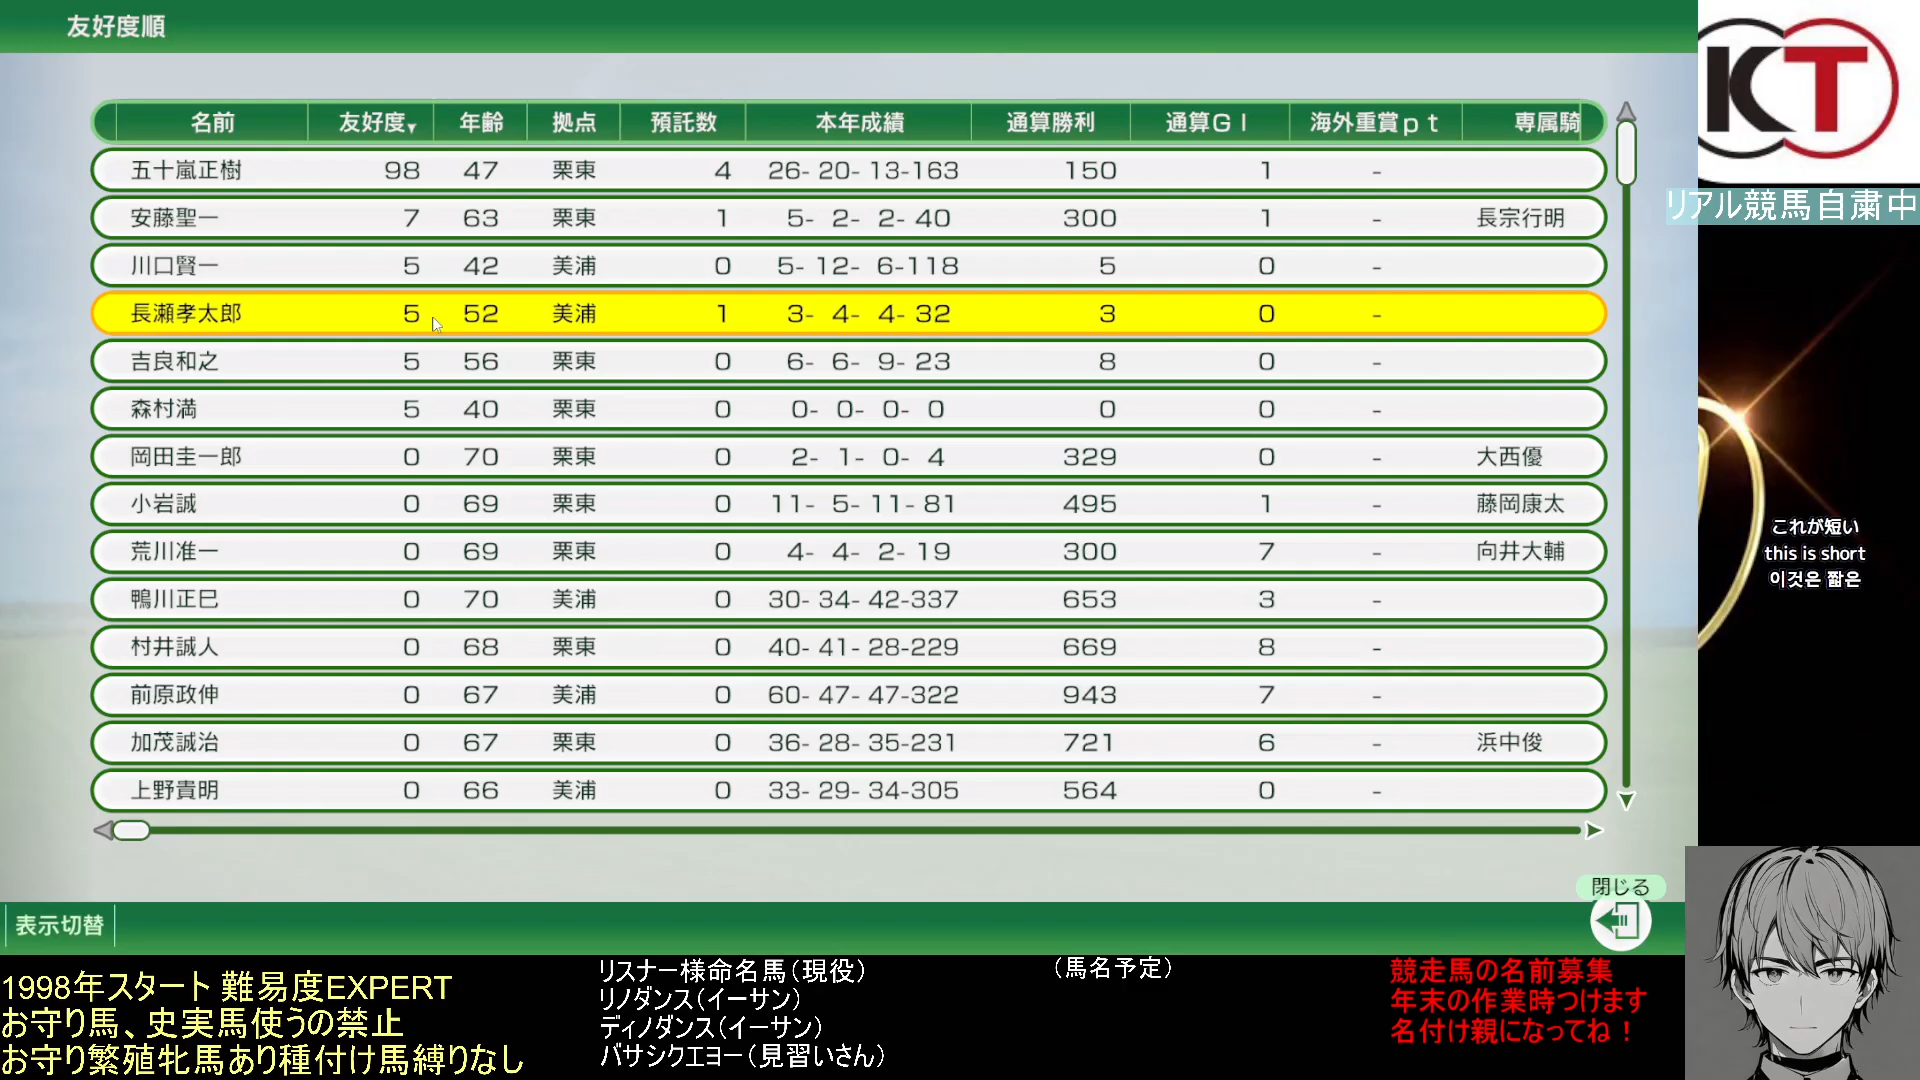 友好度順
名前 友好度▼ 年齢 拠点 預託数 本年成績 通算勝利 通算GⅠ 海外重賞pt 専属騎
五十嵐正樹 98 47 栗東 4 26- 20- 13-163 150 1 -
安藤聖一 7 63 栗東 1 5- 2- 2- 40 300 1 - 長宗行明
川口賢一 5 42 美浦 0 5- 12- 6-118 5 0 -
長瀬孝太郎 5 52 美浦 1 3- 4- 4- 32 3 0 -
吉良和之 5 56 栗東 0 6- 6- 9- 23 8 0 -
森村満 5 40 栗東 0 0- 0- 0- 0 0 0 -
岡田圭一郎 0 70 栗東 0 2- 1- 0- 4 329 0 - 大西優
小岩誠 0 69 栗東 0 11- 5- 11- 81 495 1 - 藤岡康太
荒川准一 0 69 栗東 0 4- 4- 2- 19 300 7 - 向井大輔
鴨川正巳 0 70 美浦 0 30- 34- 42-337 653 3 -
村井誠人 0 68 栗東 0 40- 41- 28-229 669 8 -
前原政伸 0 67 美浦 0 60- 47- 47-322 943 7 -
加茂誠治 0 67 栗東 0 36- 28- 35-231 721 6 - 浜中俊
上野貴明 0 66 美浦 0 33- 29- 34-305 564 0 -
閉じる
表示切替
KT
リアル競馬自粛中
これが短い
this is short
이것은 짧은
1998年スタート 難易度EXPERT
お守り馬、史実馬使うの禁止
お守り繁殖牝馬あり種付け馬縛りなし
リスナー様命名馬(現役)
リノダンス(イーサン)
ディノダンス(イーサン)
バサシクエヨー(見習いさん)
(馬名予定)
競走馬の名前募集
年末の作業時つけます
名付け親になってね！